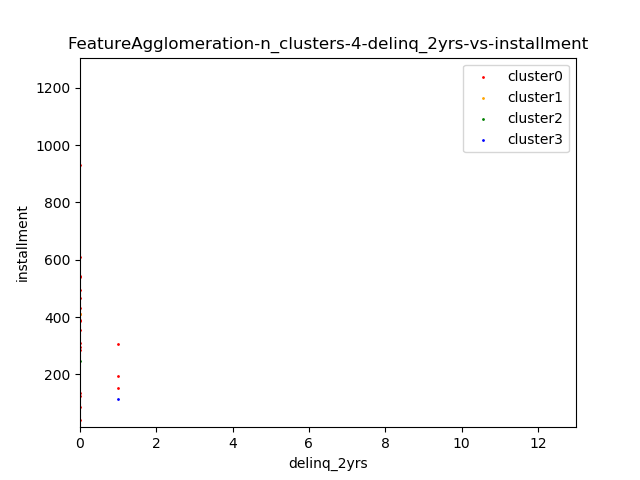 FeatureAgglomeration-n_clusters-4-delinq_2yrs-vs-installment
cluster0
cluster1
cluster2
cluster3
1200
1000
800
600
400
200
installment
0 2 4 6 8 10 12
delinq_2yrs